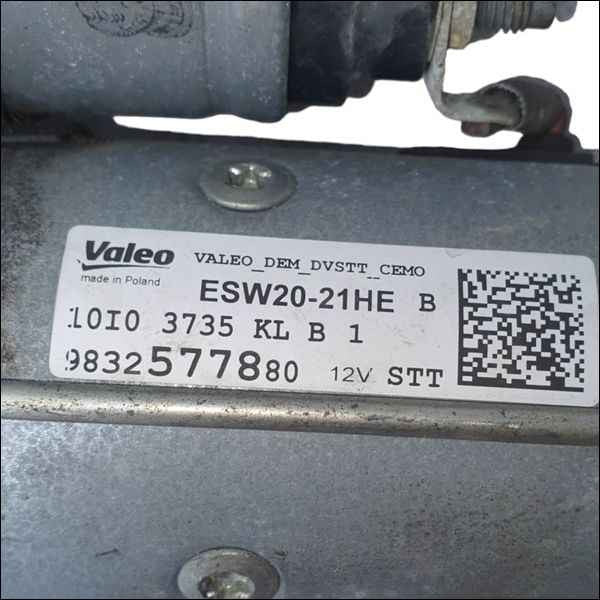 Valeo VALEO_DEM_DVSTT_CEMO
made in Poland
ESW20-21HE B
10I0 3735 KL B 1
9832577880 12V STT